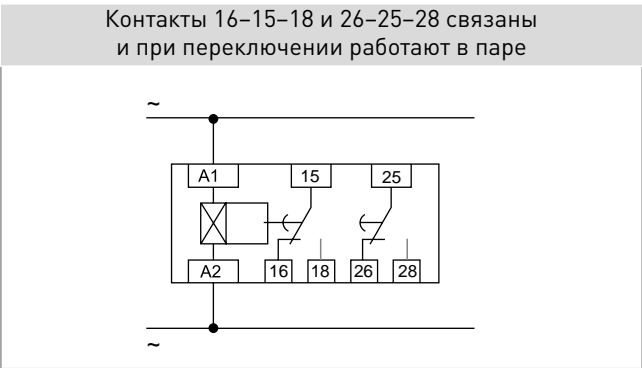 Контакты 16–15–18 и 26–25–28 связаны
и при переключении работают в паре
~
A1 15 25
A2 16 18 26 28
~